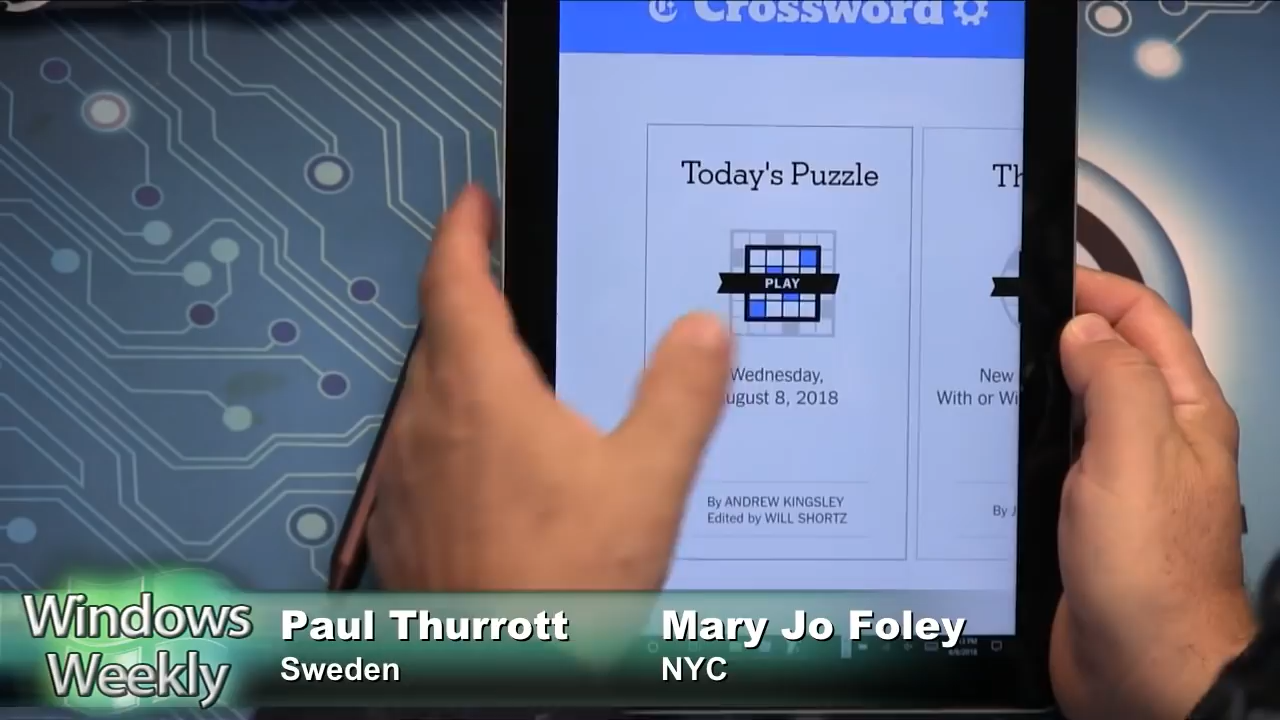 Crossword
Today's Puzzle
Th
PLAY
Wednesday,
ugust 8, 2018
New
With or Wi
By ANDREW KINGSLEY
Edited by WILL SHORTZ
By J
Windows
Weekly
Paul Thurrott
Sweden
Mary Jo Foley
NYC